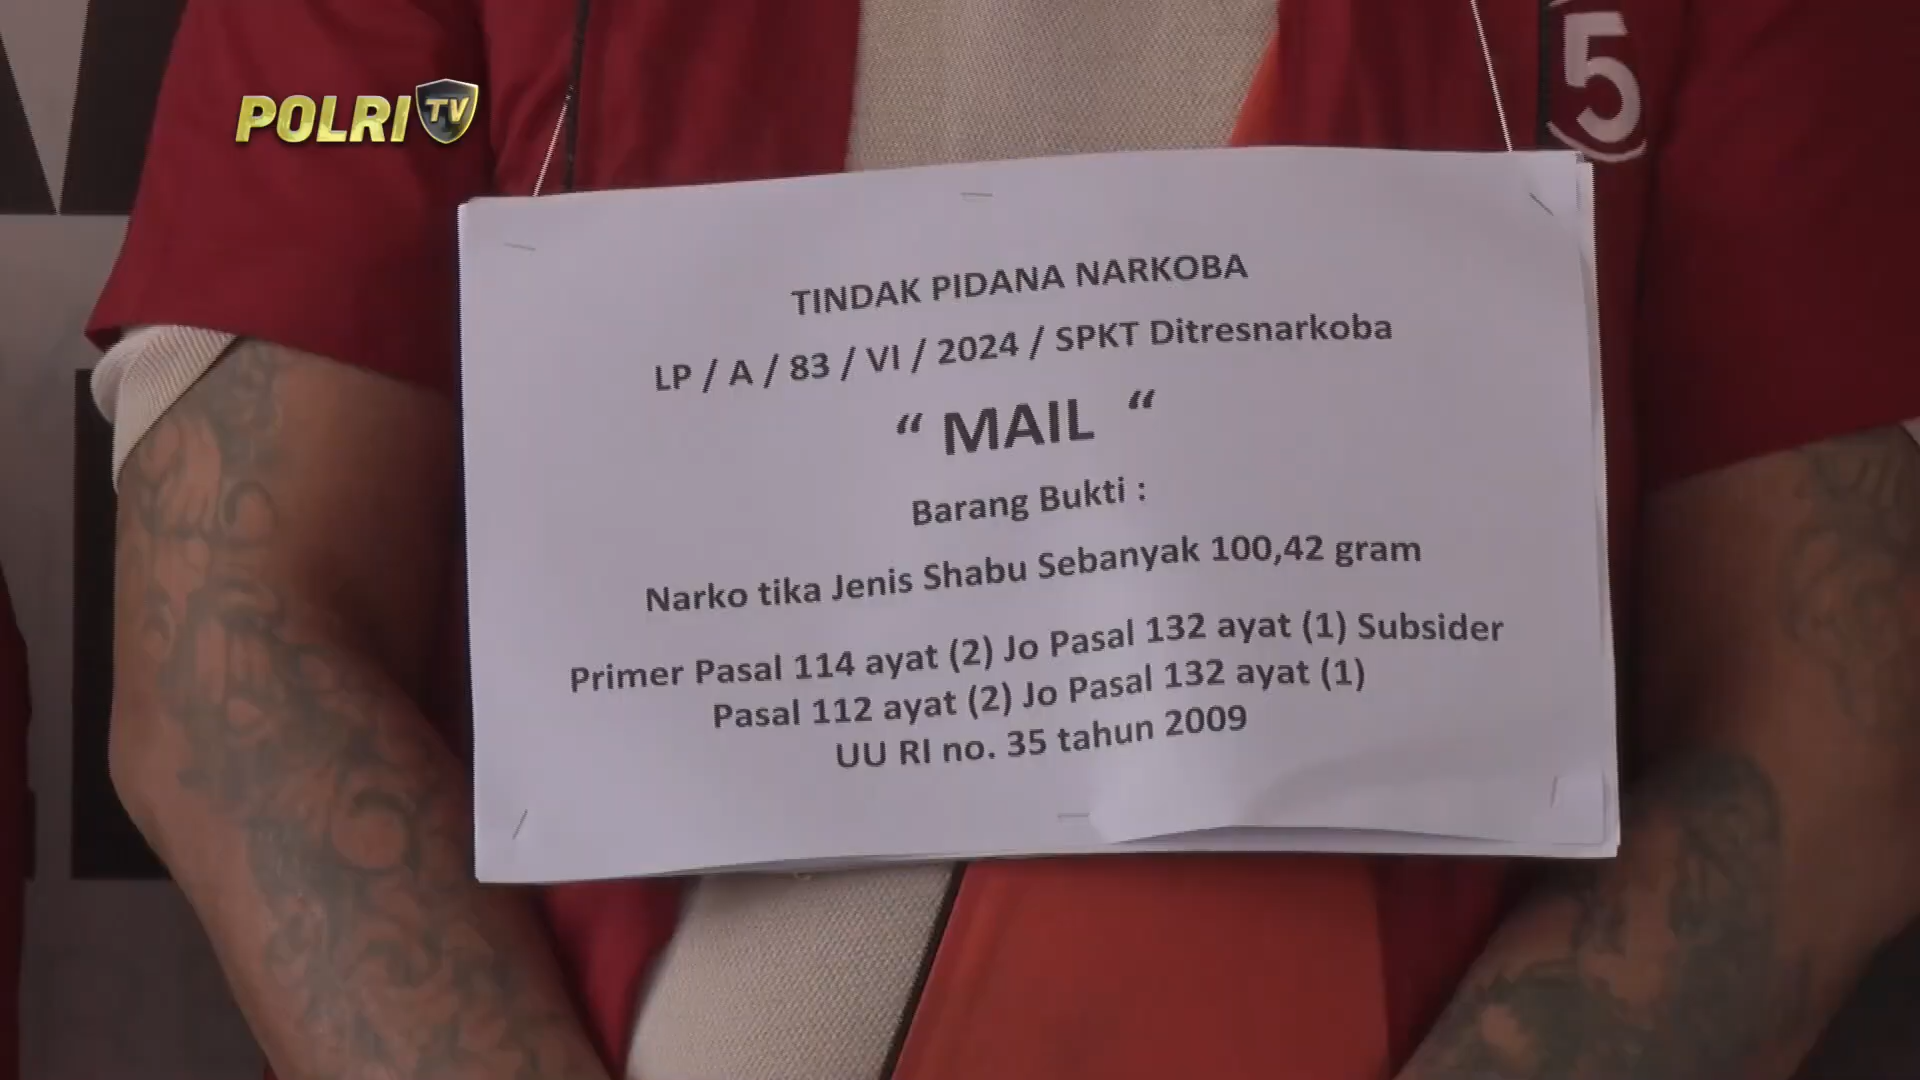 POLRI TV
5
TINDAK PIDANA NARKOBA
LP / A / 83 / VI / 2024 / SPKT Ditresnarkoba
“ MAIL “
Barang Bukti :
Narko tika Jenis Shabu Sebanyak 100,42 gram
Primer Pasal 114 ayat (2) Jo Pasal 132 ayat (1) Subsider
Pasal 112 ayat (2) Jo Pasal 132 ayat (1)
UU RI no. 35 tahun 2009